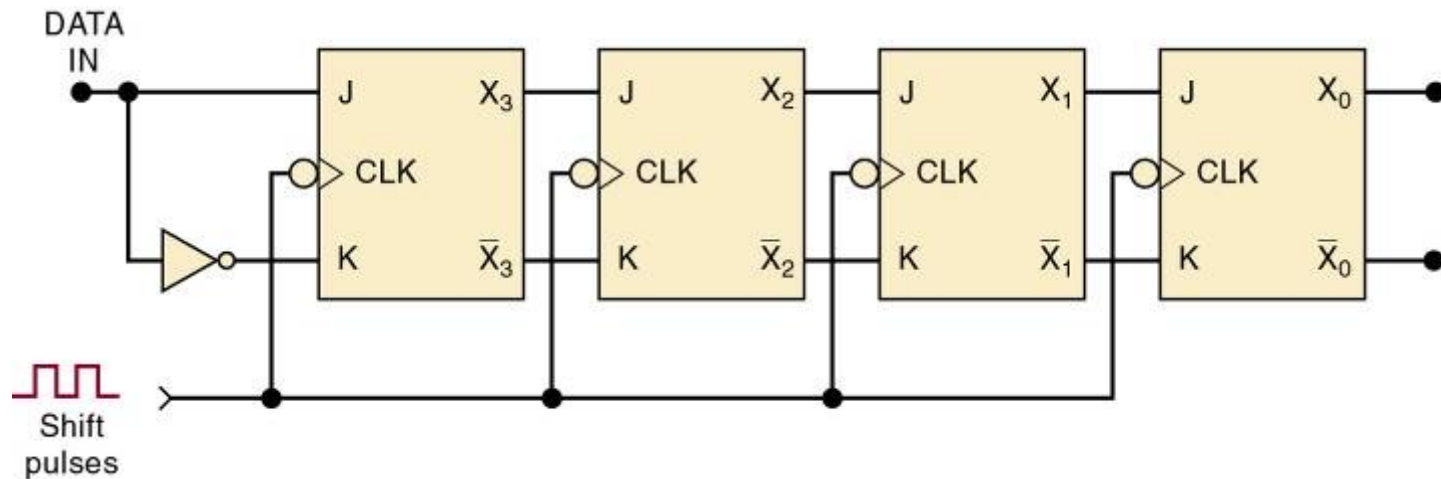 DATA
IN
J X₃ J X₂ J X₁ J X₀
CLK CLK CLK CLK
K X̅₃ K X̅₂ K X̅₁ K X̅₀
Shift
pulses